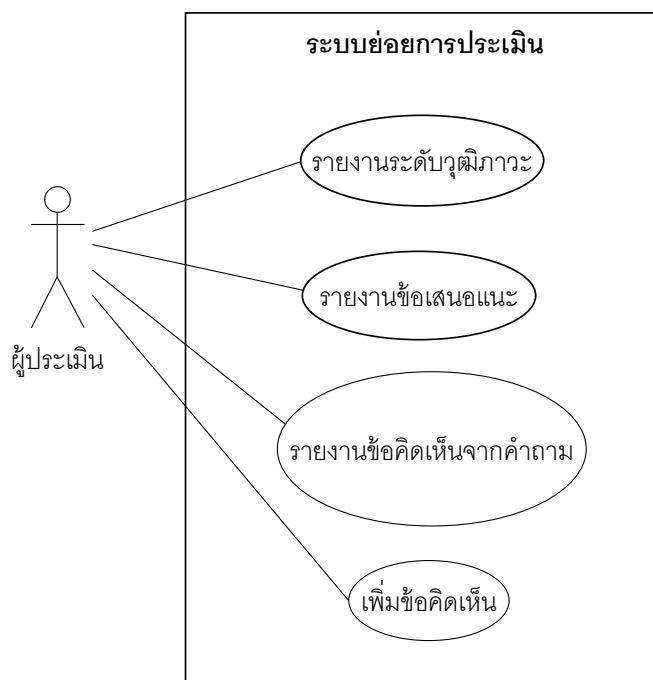 ระบบย่อยการประเมิน
รายงานระดับวุฒิภาวะ
รายงานข้อเสนอแนะ
ผู้ประเมิน
รายงานข้อคิดเห็นจากคำถาม
เพิ่มข้อคิดเห็น